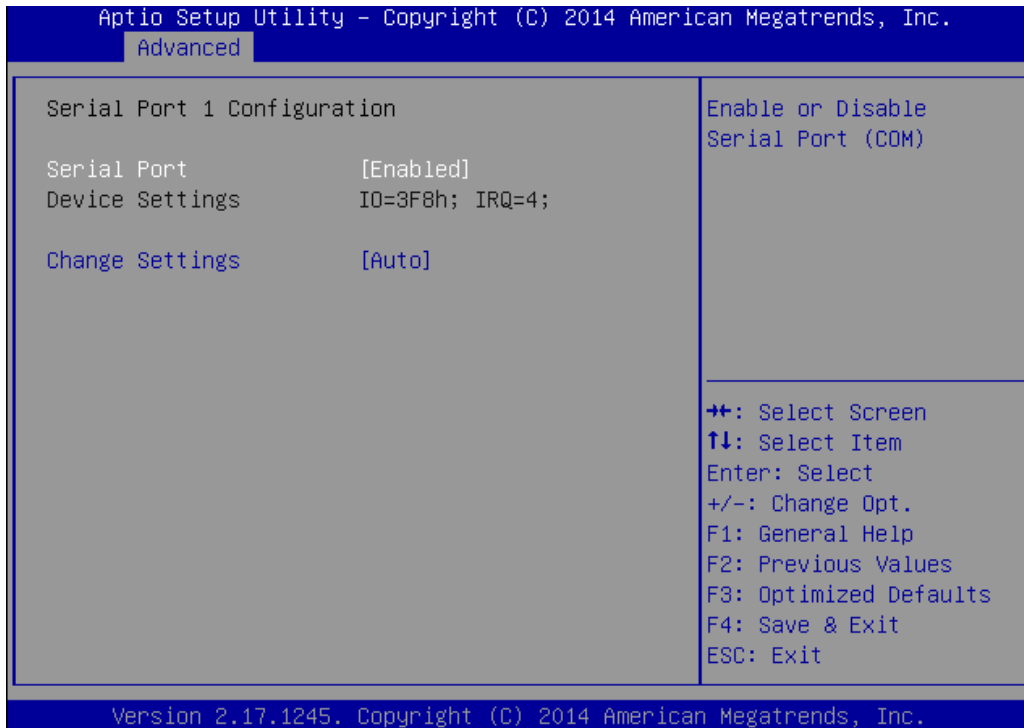 Aptio Setup Utility – Copyright (C) 2014 American Megatrends, Inc.
Advanced
Serial Port 1 Configuration
Serial Port [Enabled]
Device Settings IO=3F8h; IRQ=4;
Change Settings [Auto]
Enable or Disable
Serial Port (COM)
→←: Select Screen
↑↓: Select Item
Enter: Select
+/-: Change Opt.
F1: General Help
F2: Previous Values
F3: Optimized Defaults
F4: Save & Exit
ESC: Exit
Version 2.17.1245. Copyright (C) 2014 American Megatrends, Inc.